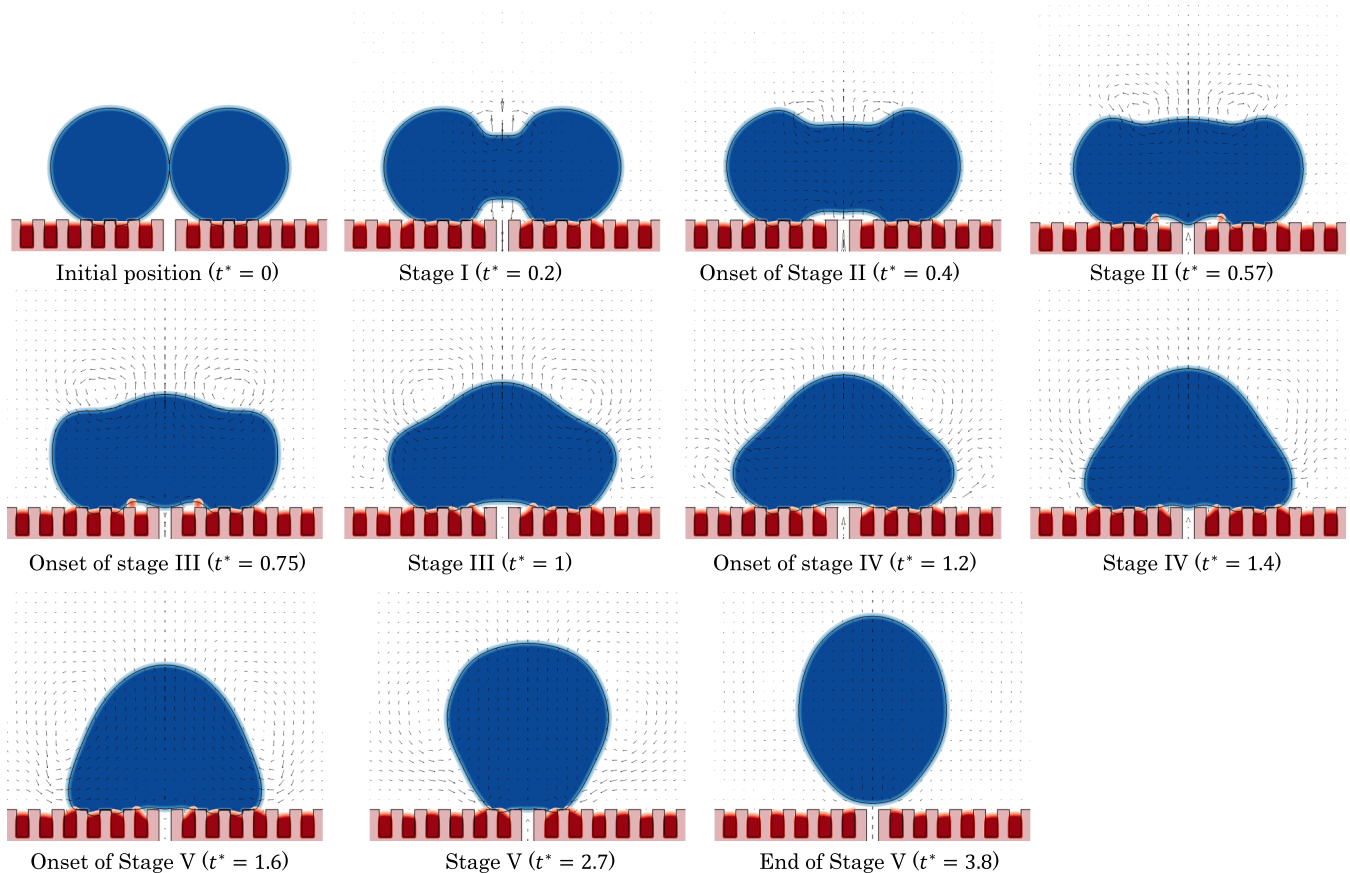 Initial position (t* = 0)
Stage I (t* = 0.2)
Onset of Stage II (t* = 0.4)
Stage II (t* = 0.57)
Onset of stage III (t* = 0.75)
Stage III (t* = 1)
Onset of stage IV (t* = 1.2)
Stage IV (t* = 1.4)
Onset of Stage V (t* = 1.6)
Stage V (t* = 2.7)
End of Stage V (t* = 3.8)